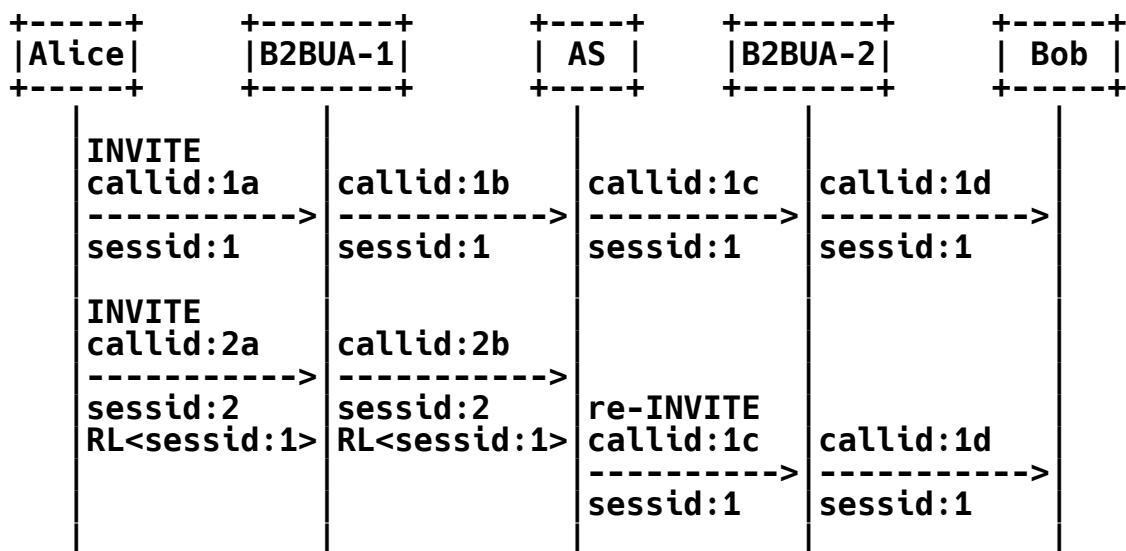 Alice B2BUA-1 AS B2BUA-2 Bob
INVITE
callid:1a callid:1b callid:1c callid:1d
sessid:1 sessid:1 sessid:1 sessid:1
INVITE
callid:2a callid:2b
sessid:2 sessid:2 re-INVITE
RL<sessid:1> RL<sessid:1> callid:1c callid:1d
sessid:1 sessid:1